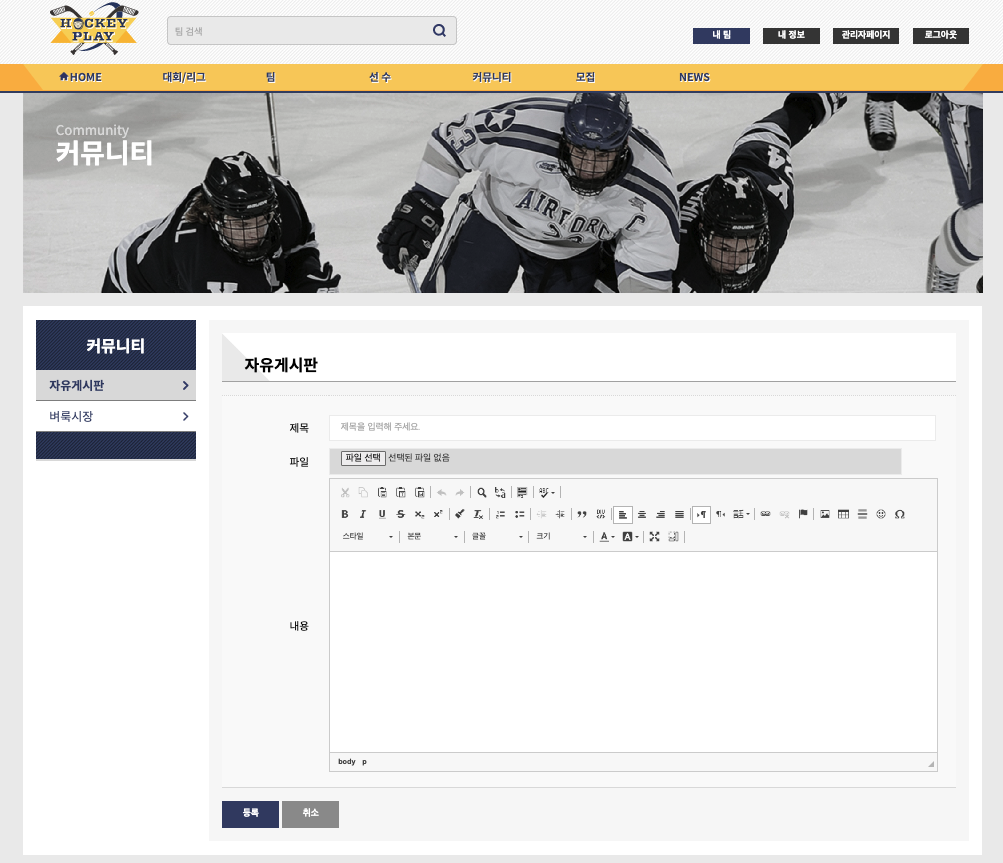 HOCKEY
PLAY
팀 검색
내 팀
내 정보
관리자페이지
로그아웃
HOME
대회/리그
팀
선 수
커뮤니티
모집
NEWS
Community
커뮤니티
23
AIR FORCE
C
커뮤니티
자유게시판
벼룩시장
자유게시판
제목
제목을 입력해 주세요.
파일
파일 선택 선택된 파일 없음
B I U S
스타일
본문
글꼴
크기
내용
body p
등록
취소